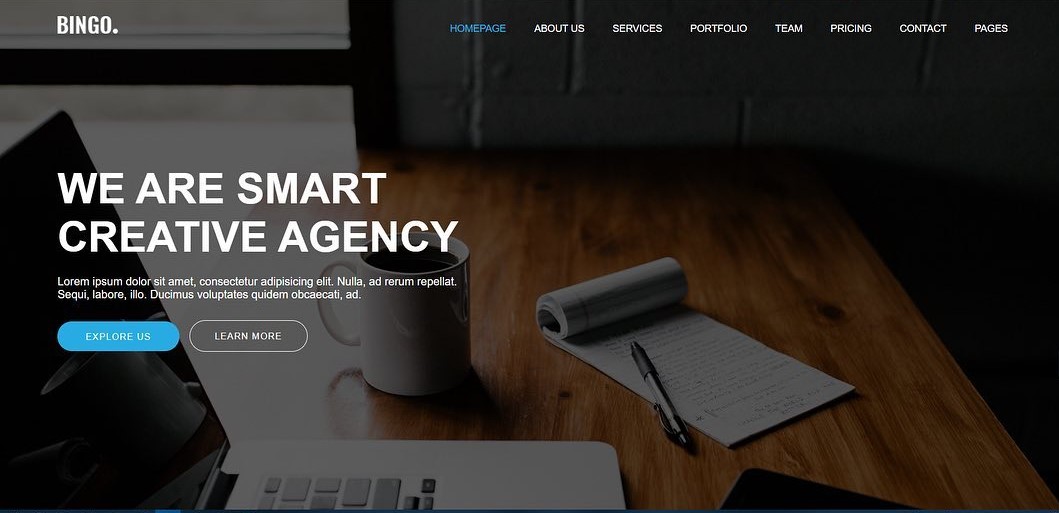 BINGO.
HOMEPAGE ABOUT US SERVICES PORTFOLIO TEAM PRICING CONTACT PAGES
WE ARE SMART
CREATIVE AGENCY
Lorem ipsum dolor sit amet, consectetur adipisicing elit. Nulla, ad rerum repellat.
Sequi, labore, illo. Ducimus voluptates quidem obcaecati, ad.
EXPLORE US LEARN MORE